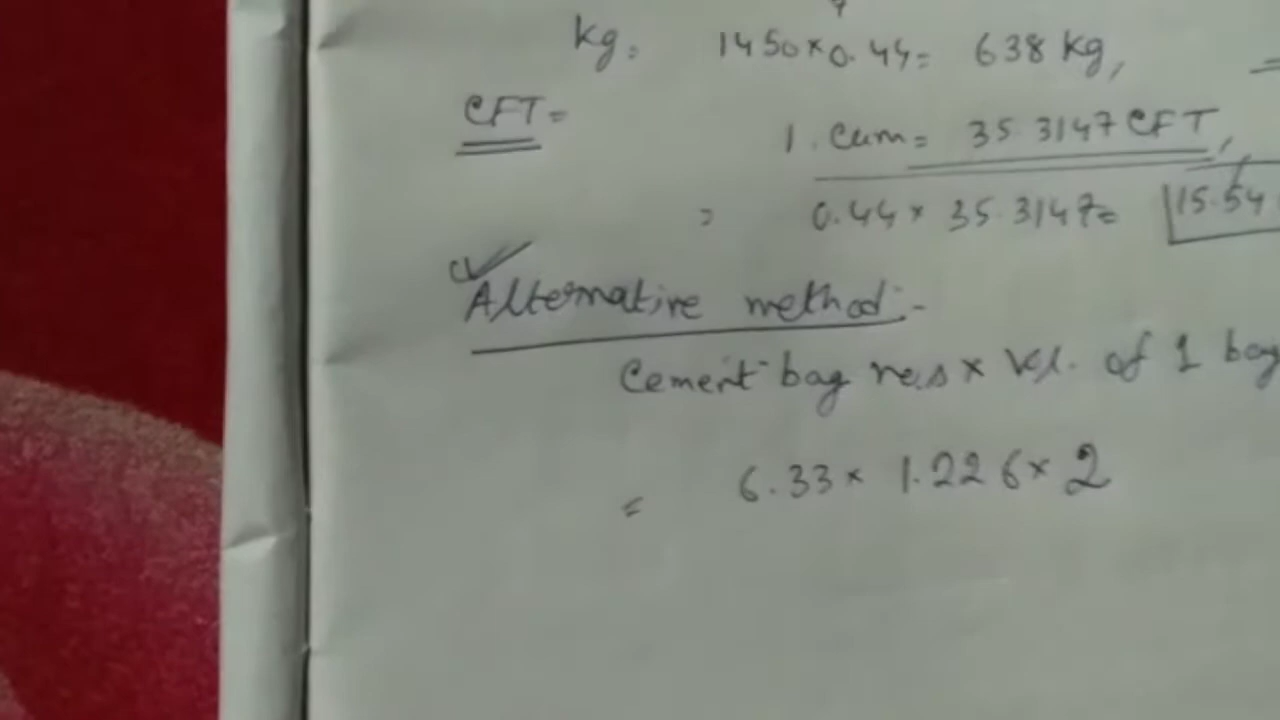 kg. 1450×0.44= 638 kg,
CFT=
1. Cum= 35.3147 CFT,
= 0.44× 35.3147= 15.54
Alternative method:-
Cement bag nos × Vol. of 1 bag
= 6.33× 1.226× 2